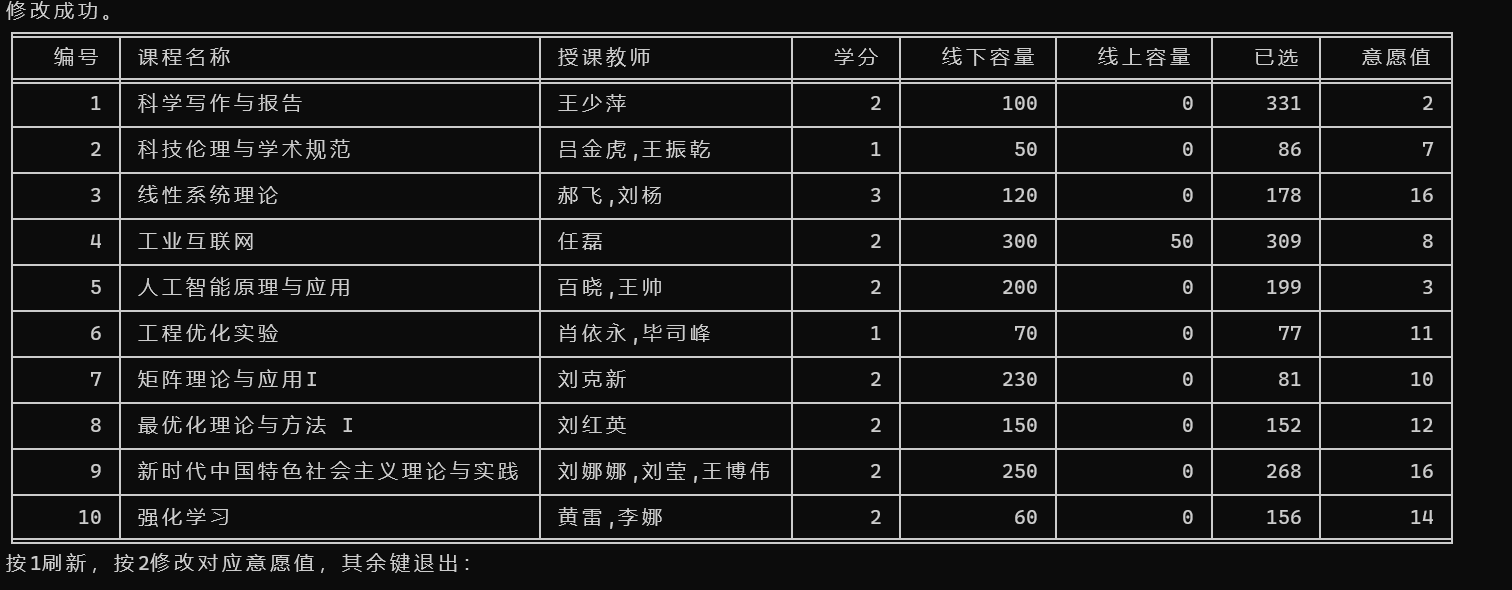 修改成功。
编号 课程名称 授课教师 学分 线下容量 线上容量 已选 意愿值
1 科学写作与报告 王少萍 2 100 0 331 2
2 科技伦理与学术规范 吕金虎,王振乾 1 50 0 86 7
3 线性系统理论 郝飞,刘杨 3 120 0 178 16
4 工业互联网 任磊 2 300 50 309 8
5 人工智能原理与应用 百晓,王帅 2 200 0 199 3
6 工程优化实验 肖依永,毕司峰 1 70 0 77 11
7 矩阵理论与应用I 刘克新 2 230 0 81 10
8 最优化理论与方法 I 刘红英 2 150 0 152 12
9 新时代中国特色社会主义理论与实践 刘娜娜,刘莹,王博伟 2 250 0 268 16
10 强化学习 黄雷,李娜 2 60 0 156 14
按1刷新, 按2修改对应意愿值, 其余键退出: